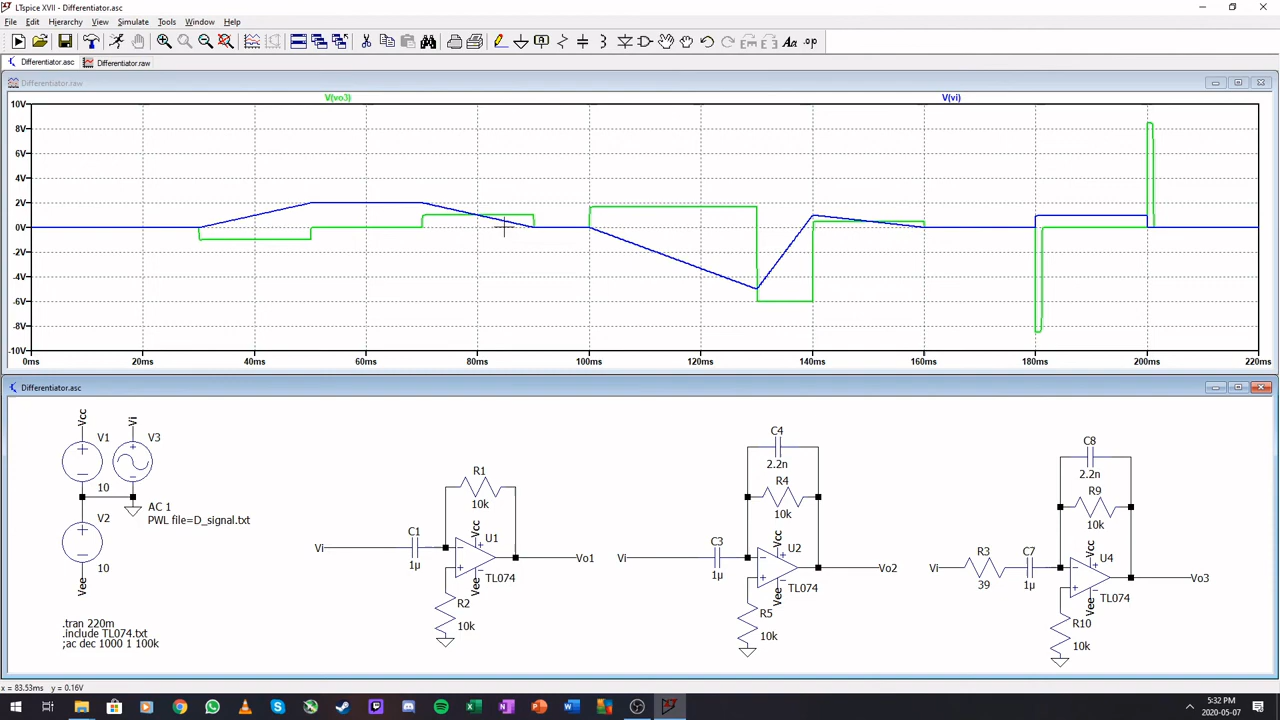 LTspice XVII - Differentiator.asc
File Edit Hierarchy View Simulate Tools Window Help
Differentiator.asc Differentiator.raw
Differentiator.raw
V(vo3) V(vi)
10V
8V
6V
4V
2V
0V
-2V
-4V
-6V
-8V
-10V
0ms 20ms 40ms 60ms 80ms 100ms 120ms 140ms 160ms 180ms 200ms 220ms
Differentiator.asc
Vcc Vi
V1 V3
10
AC 1
PWL file=D_signal.txt
V2
10
Vee
.tran 220m
.include TL074.txt
;ac dec 1000 1 100k
R1
10k
C1
Vi
1µ
Vcc
U1
Vo1
TL074
Vee
R2
10k
C4
2.2n
R4
10k
C3
Vi
1µ
Vcc
U2
Vo2
TL074
Vee
R5
10k
C8
2.2n
R9
10k
R3 C7
Vi
39 1µ
Vcc
U4
Vo3
TL074
Vee
R10
10k
x = 83.53ms y = 0.16V
5:32 PM
2020-05-07